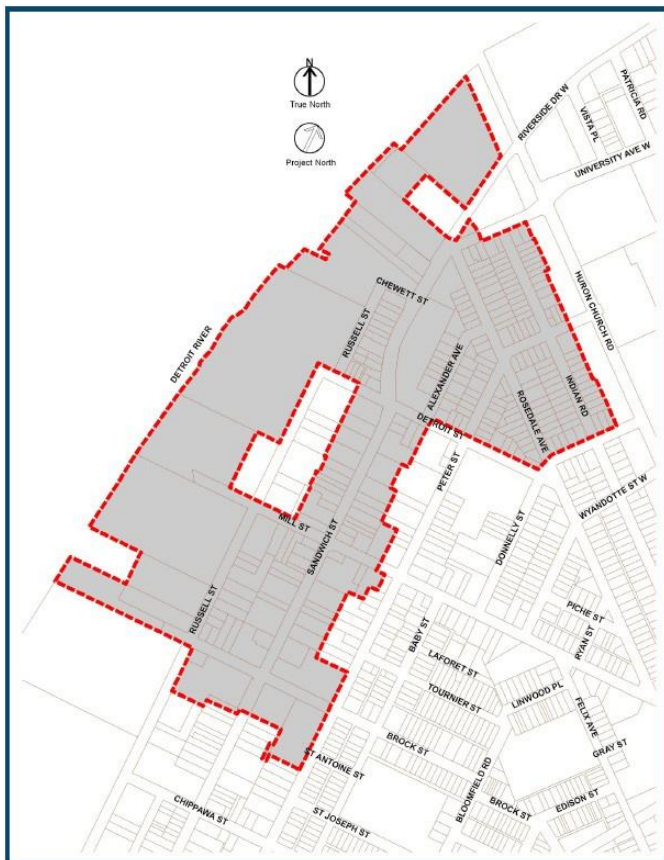 N
True North
Project North
RIVERSIDE DR W
PATRICIA RD
VISTA PL
UNIVERSITY AVE W
HURON CHURCH RD
CHEWETT ST
RUSSELL ST
DETROIT RIVER
ALEXANDER AVE
INDIAN RD
ROSEDALE AVE
DETROIT ST
PETER ST
WYANDOTTE ST W
MILL ST
SANDWICH ST
DONNELLY ST
RUSSELL ST
PICHE ST
RYAN ST
BABY ST
LAFORET ST
LINWOOD PL
TOURNIER ST
FELIX AVE
GRAY ST
BROCK ST
ST ANTOINE ST
BLOOMFIELD RD
BROCK ST
EDISON ST
CHIPPAWA ST
ST JOSEPH ST